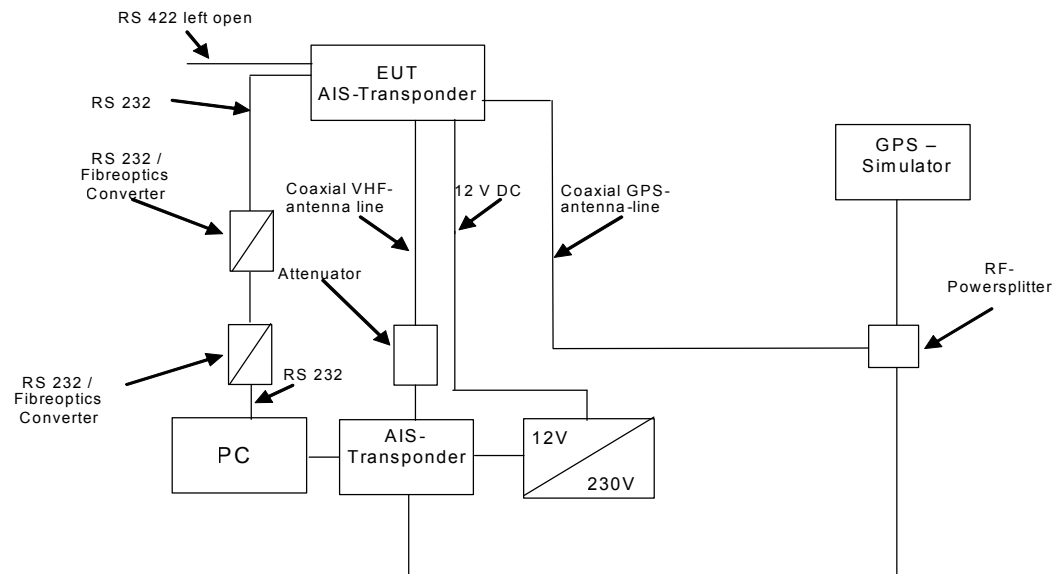 RS 422 left open
EUT
AIS-Transponder
RS 232
GPS –
Simulator
RS 232 /
Fibreoptics
Converter
Coaxial VHF-
antenna line
12 V DC
Coaxial GPS-
antenna-line
Attenuator
RF-
Powersplitter
RS 232 /
Fibreoptics
Converter
RS 232
PC
AIS-
Transponder
12V
230V